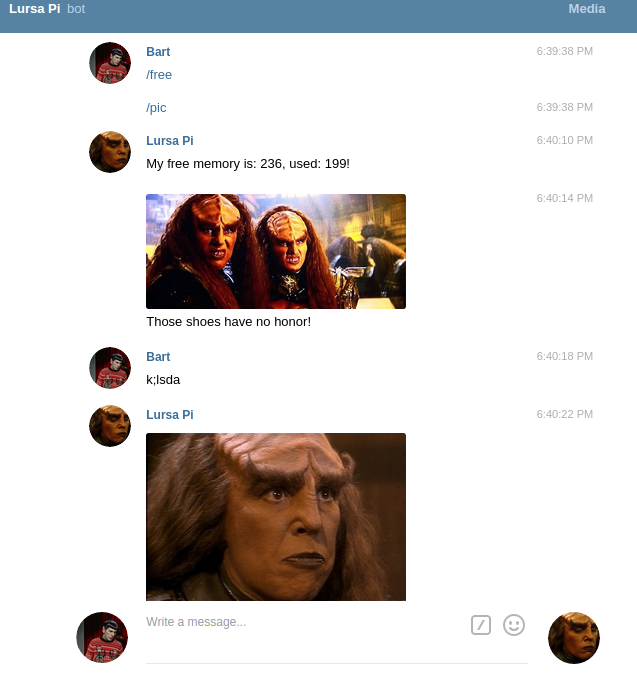 Lursa Pi bot Media
Bart 6:39:38 PM
/free
/pic 6:39:38 PM
Lursa Pi 6:40:10 PM
My free memory is: 236, used: 199!
6:40:14 PM
Those shoes have no honor!
Bart 6:40:18 PM
k;lsda
Lursa Pi 6:40:22 PM
Write a message...